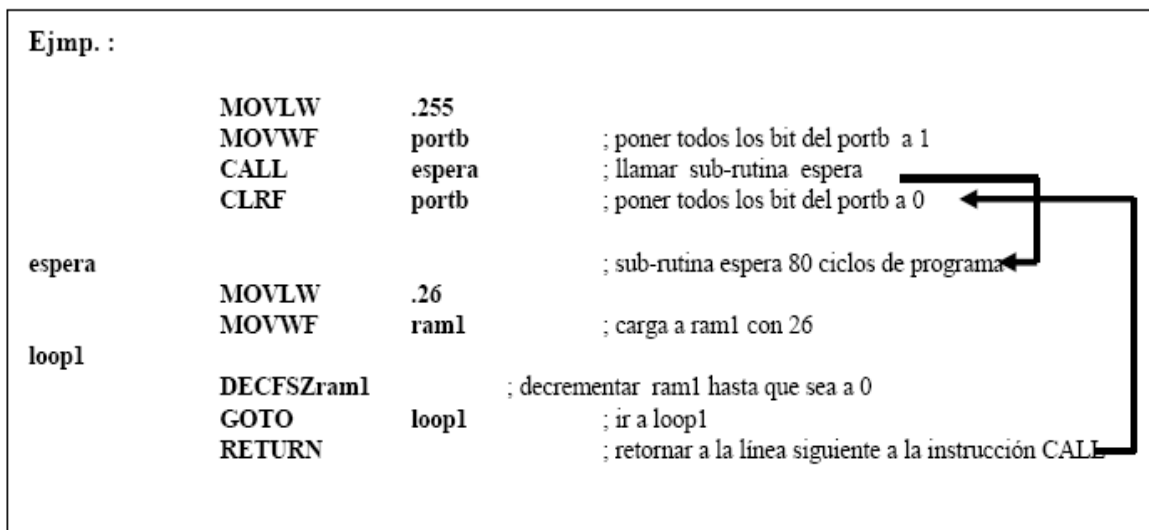 Ejmp. :
MOVLW .255
MOVWF portb ; poner todos los bit del portb a 1
CALL espera ; llamar sub-rutina espera
CLRF portb ; poner todos los bit del portb a 0
espera ; sub-rutina espera 80 ciclos de programa
MOVLW .26
MOVWF ram1 ; carga a ram1 con 26
loop1
DECFSZram1 ; decrementar ram1 hasta que sea a 0
GOTO loop1 ; ir a loop1
RETURN ; retornar a la línea siguiente a la instrucción CALL